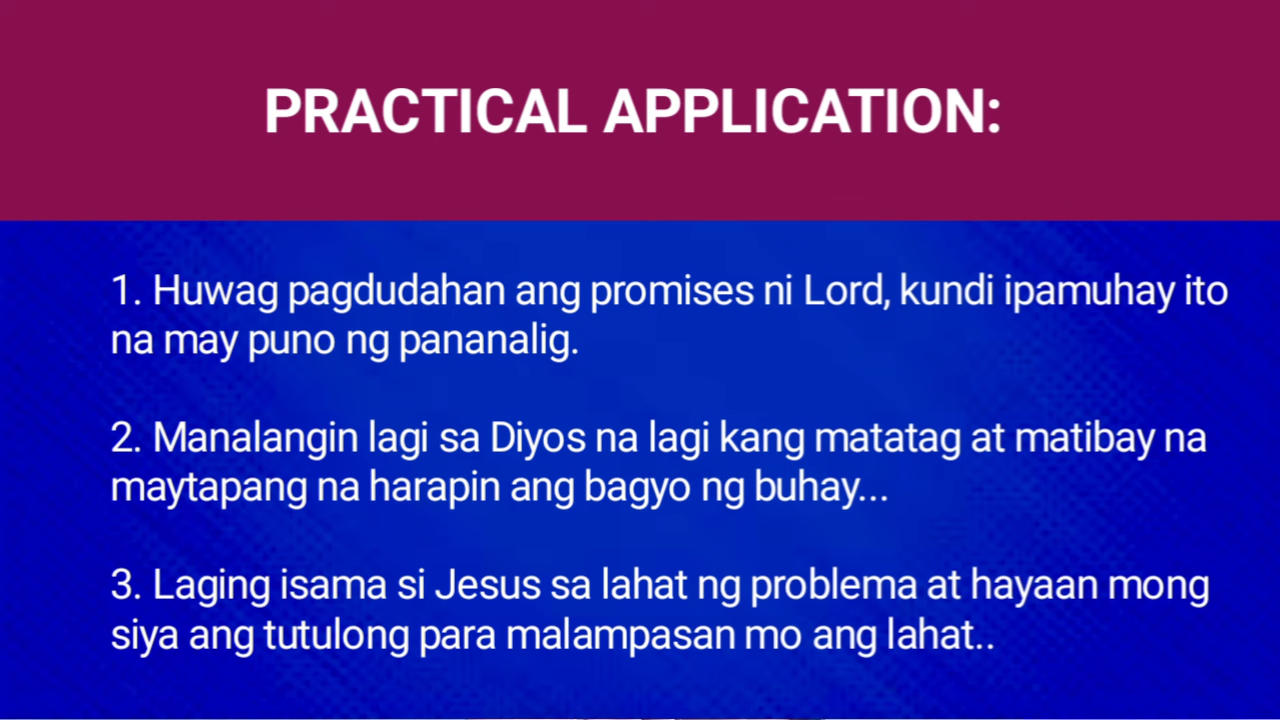 PRACTICAL APPLICATION:
1. Huwag pagdudahan ang promises ni Lord, kundi ipamuhay ito
na may puno ng pananalig.
2. Manalangin lagi sa Diyos na lagi kang matatag at matibay na
maytapang na harapin ang bagyo ng buhay...
3. Laging isama si Jesus sa lahat ng problema at hayaan mong
siya ang tutulong para malampasan mo ang lahat..